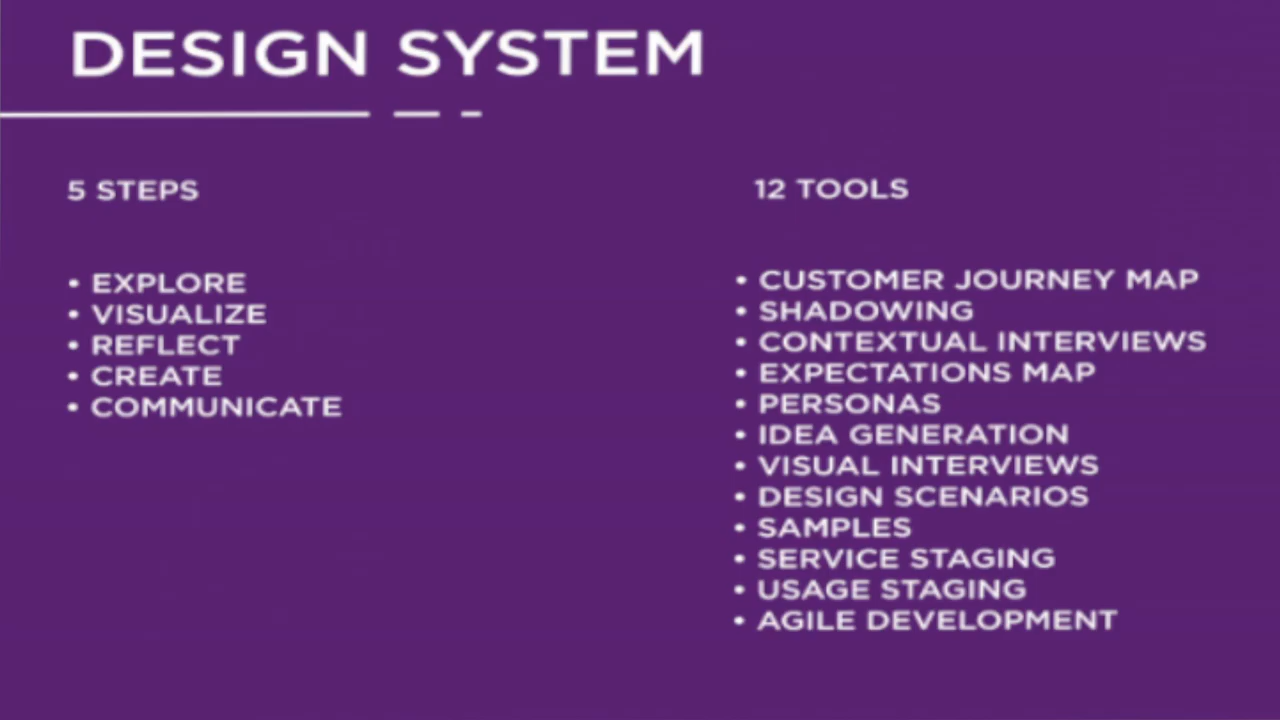 DESIGN SYSTEM
5 STEPS
• EXPLORE
• VISUALIZE
• REFLECT
• CREATE
• COMMUNICATE
12 TOOLS
• CUSTOMER JOURNEY MAP
• SHADOWING
• CONTEXTUAL INTERVIEWS
• EXPECTATIONS MAP
• PERSONAS
• IDEA GENERATION
• VISUAL INTERVIEWS
• DESIGN SCENARIOS
• SAMPLES
• SERVICE STAGING
• USAGE STAGING
• AGILE DEVELOPMENT